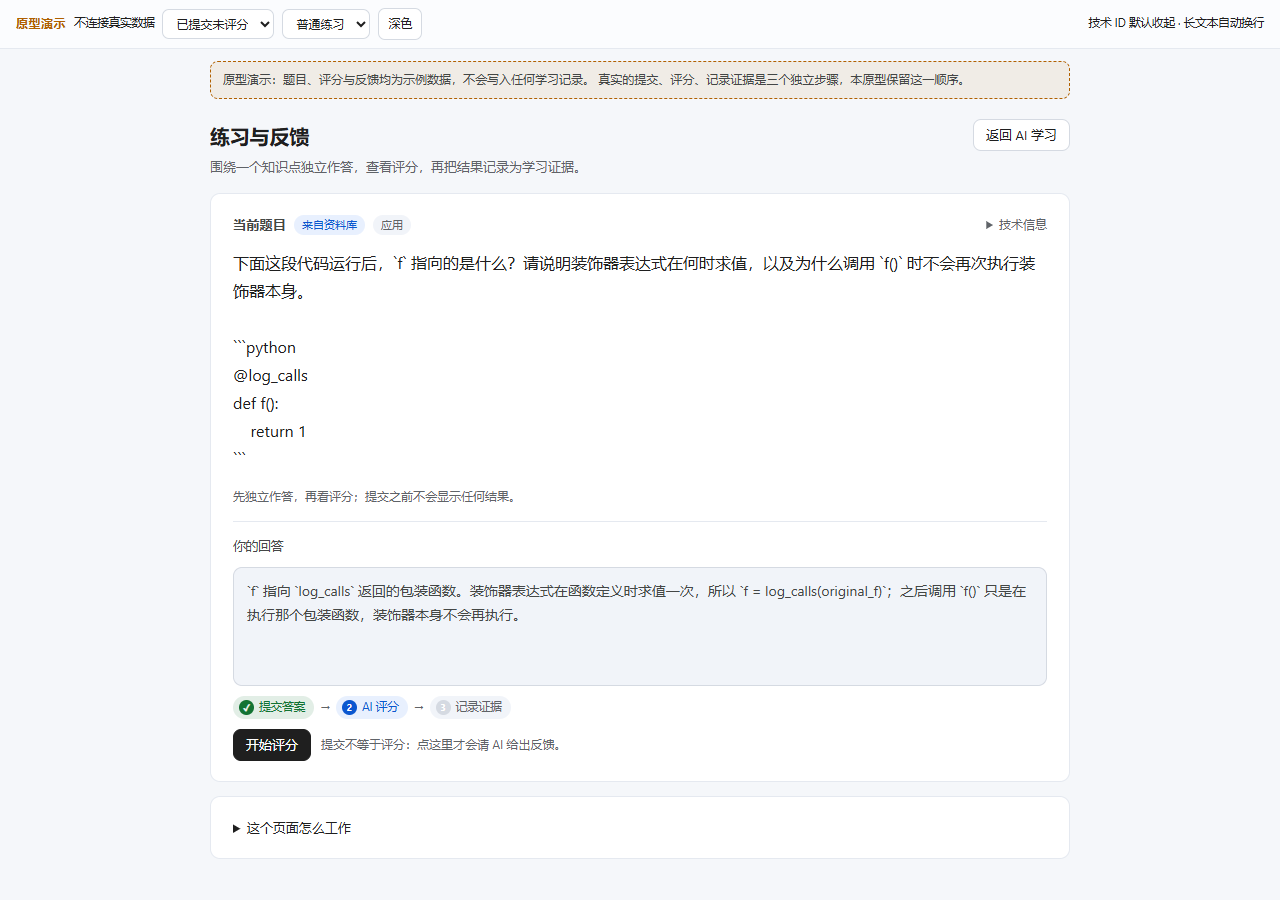 原型演示 不连接真实数据 已提交未评分 普通练习 深色 技术 ID 默认收起 · 长文本自动换行
原型演示：题目、评分与反馈均为示例数据，不会写入任何学习记录。 真实的提交、评分、记录证据是三个独立步骤，本原型保留这一顺序。
练习与反馈 返回 AI 学习
围绕一个知识点独立作答，查看评分，再把结果记录为学习证据。
当前题目 来自资料库 应用 技术信息
下面这段代码运行后，`f` 指向的是什么？请说明装饰器表达式在何时求值，以及为什么调用 `f()` 时不会再次执行装
饰器本身。
```python
@log_calls
def f():
    return 1
```
先独立作答，再看评分；提交之前不会显示任何结果。
你的回答
`f` 指向 `log_calls` 返回的包装函数。装饰器表达式在函数定义时求值一次，所以 `f = log_calls(original_f)`；之后调用 `f()` 只是在
执行那个包装函数，装饰器本身不会再执行。
✓ 提交答案 → 2 AI 评分 → 3 记录证据
开始评分 提交不等于评分：点这里才会请 AI 给出反馈。
这个页面怎么工作